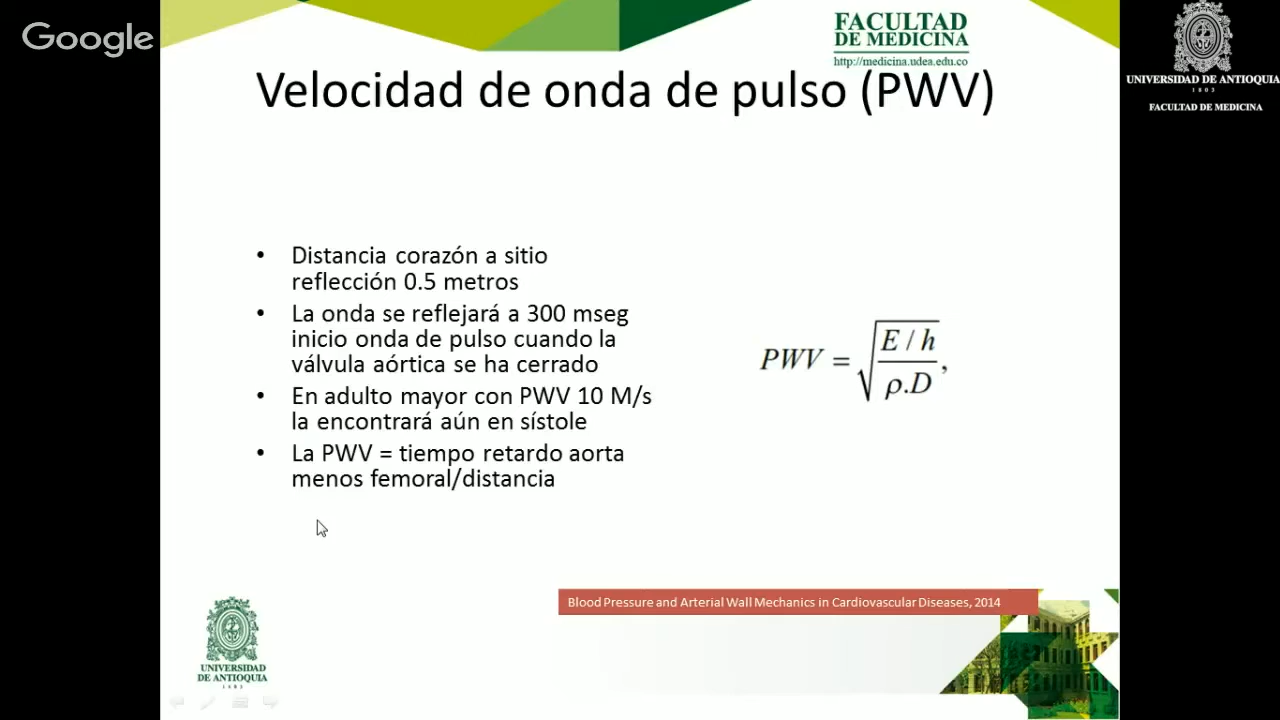 Google
FACULTAD
DE MEDICINA
http://medicina.udea.edu.co
UNIVERSIDAD DE ANTIOQUIA
1803
FACULTAD DE MEDICINA
Velocidad de onda de pulso (PWV)
• Distancia corazón a sitio
reflección 0.5 metros
• La onda se reflejará a 300 mseg
inicio onda de pulso cuando la
válvula aórtica se ha cerrado
• En adulto mayor con PWV 10 M/s
la encontrará aún en sístole
• La PWV = tiempo retardo aorta
menos femoral/distancia
PWV = √((E / h) / (ρ.D)),
Blood Pressure and Arterial Wall Mechanics in Cardiovascular Diseases, 2014
UNIVERSIDAD
DE ANTIOQUIA
1803